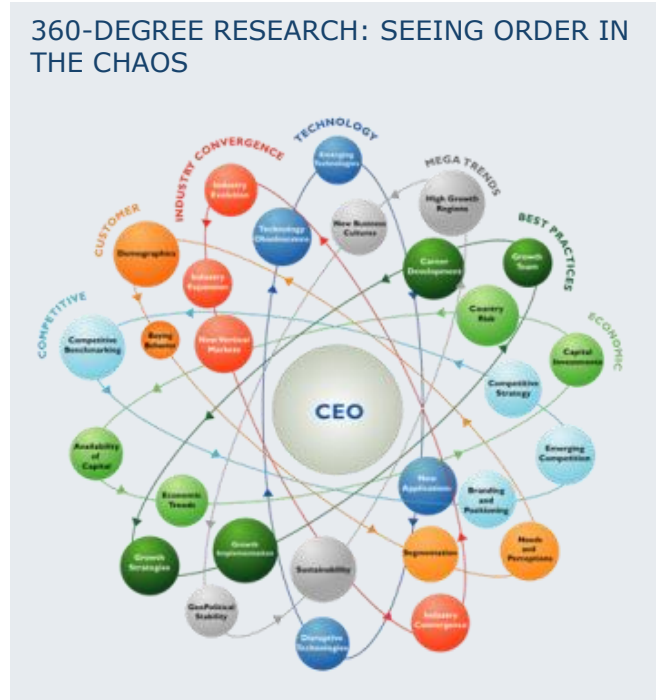 360-DEGREE RESEARCH: SEEING ORDER IN
THE CHAOS
TECHNOLOGY
INDUSTRY CONVERGENCE
MEGA TRENDS
CUSTOMER
BEST PRACTICES
COMPETITIVE
ECONOMIC
Emerging
Technologies
Industry
Evolution
High Growth
Regions
New Business
Cultures
Technology
Obsolescence
Demographics
Career
Development
Growth
Team
Industry
Expansion
Country
Risk
Competitive
Benchmarking
Buying
Behavior
New Vertical
Markets
Capital
Investments
Competitive
Strategy
CEO
Availability
of
Capital
Emerging
Competition
New
Applications
Branding
and
Positioning
Economic
Trends
Growth
Strategies
Growth
Implementation
Sustainability
Segmentation
Needs
and
Perceptions
GeoPolitical
Stability
Industry
Convergence
Disruptive
Technologies